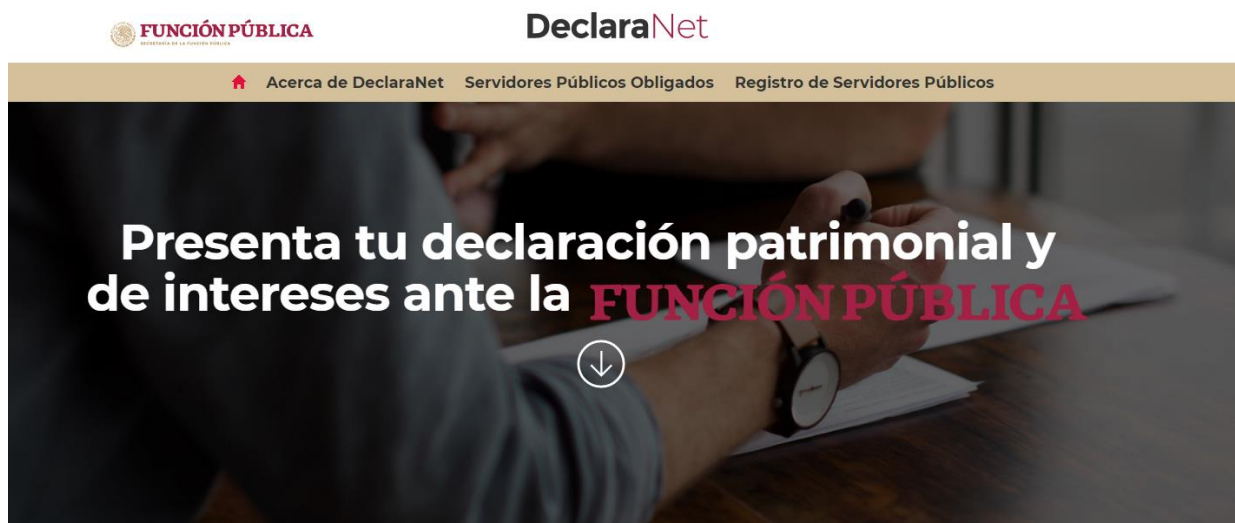 FUNCIÓN PÚBLICA
SECRETARÍA DE LA FUNCIÓN PÚBLICA
DeclaraNet
Acerca de DeclaraNet Servidores Públicos Obligados Registro de Servidores Públicos
Presenta tu declaración patrimonial y
de intereses ante la FUNCIÓN PÚBLICA